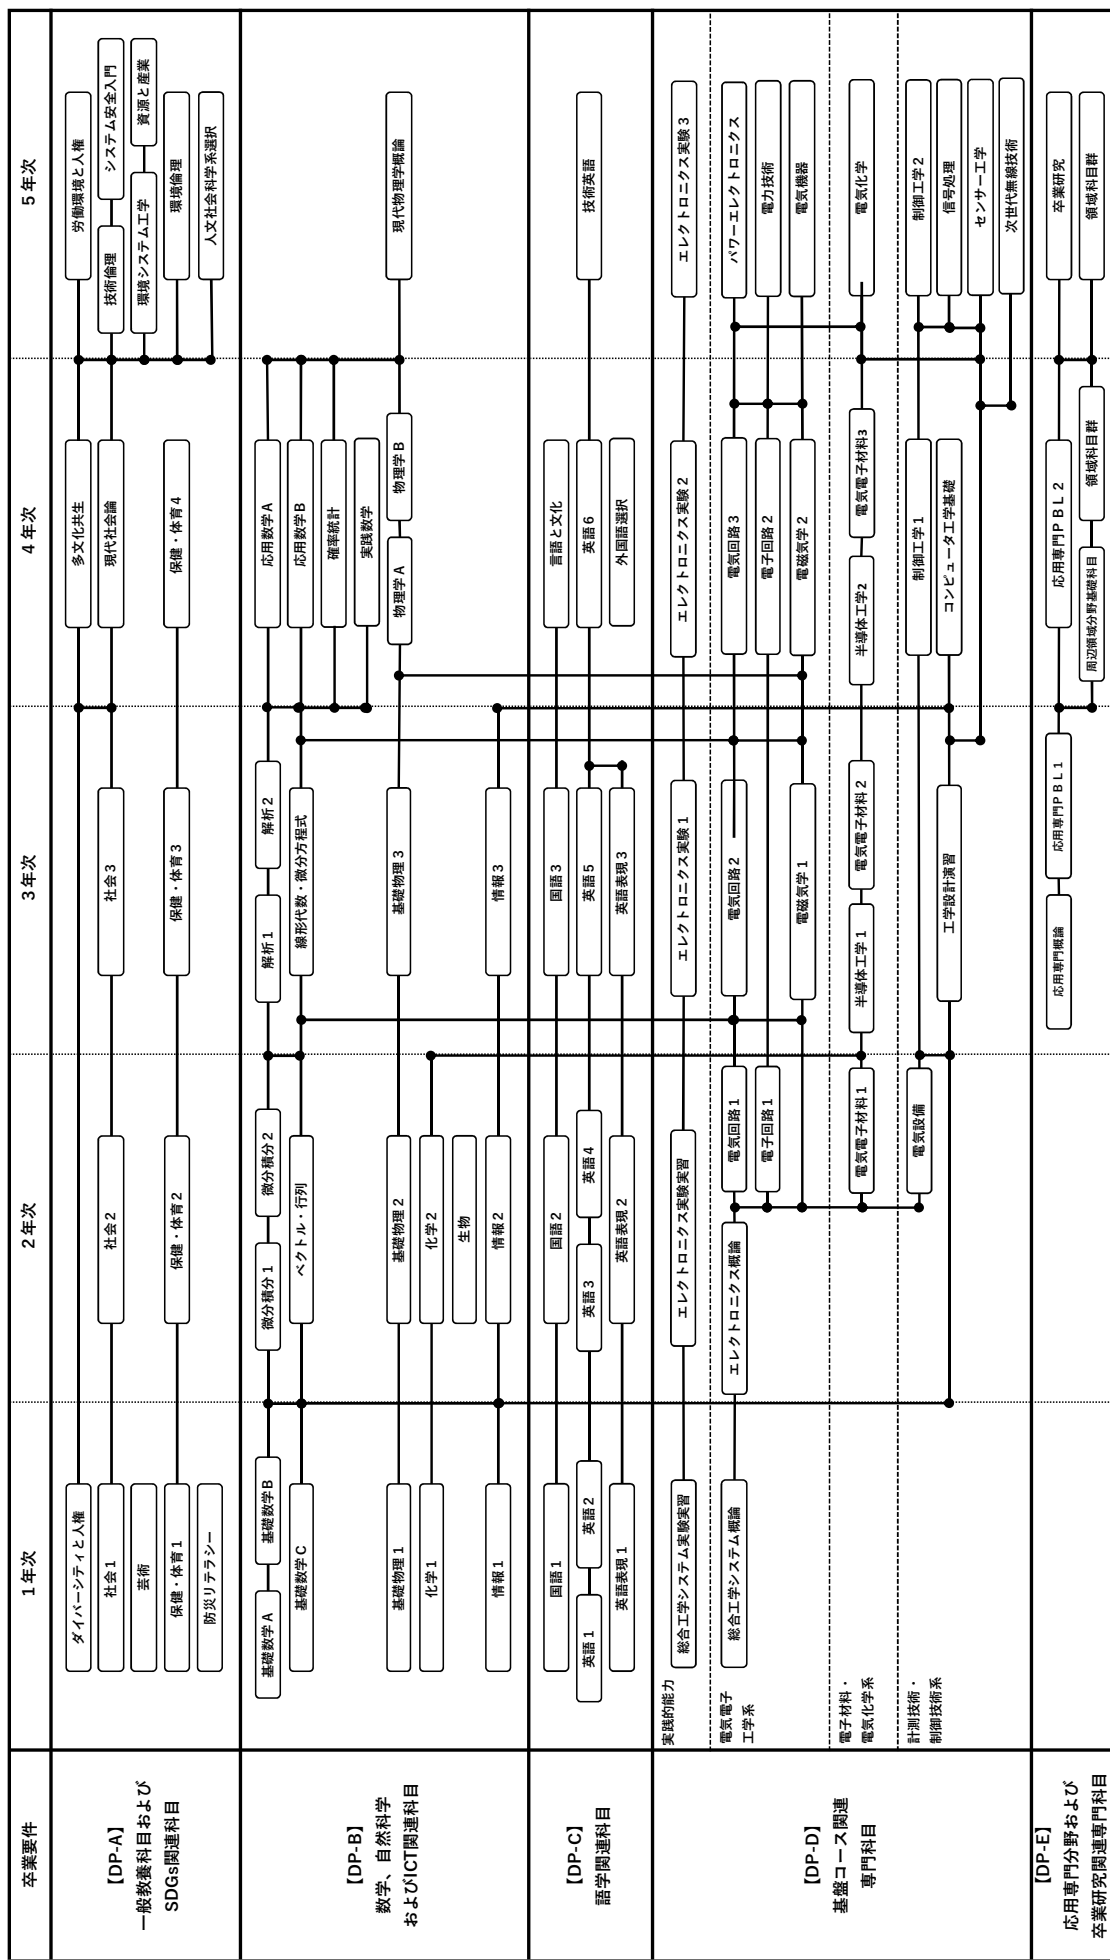 卒業要件
1年次
2年次
3年次
4年次
5年次
【DP-A】
一般教養科目および
SDGs関連科目
ダイバーシティと人権
多文化共生
労働環境と人権
社会1
社会2
社会3
現代社会論
技術倫理
システム安全入門
芸術
環境システム工学
資源と産業
保健・体育1
保健・体育2
保健・体育3
保健・体育4
環境倫理
防災リテラシー
人文社会科学系選択
【DP-B】
数学、自然科学
およびICT関連科目
基礎数学A
基礎数学B
微分積分1
微分積分2
解析1
解析2
応用数学A
基礎数学C
ベクトル・行列
線形代数・微分方程式
応用数学B
確率統計
実践数学
基礎物理1
基礎物理2
基礎物理3
物理学A
物理学B
現代物理学概論
化学1
化学2
生物
情報1
情報2
情報3
【DP-C】
語学関連科目
国語1
国語2
国語3
言語と文化
英語1
英語2
英語3
英語4
英語5
英語6
技術英語
英語表現1
英語表現2
英語表現3
外国語選択
【DP-D】
基盤コース関連
専門科目
実践的能力
総合工学システム実験実習
エレクトロニクス実験実習
エレクトロニクス実験1
エレクトロニクス実験2
エレクトロニクス実験3
電気電子
工学系
総合工学システム概論
エレクトロニクス概論
電気回路1
電気回路2
電気回路3
パワーエレクトロニクス
電子回路1
電子回路2
電力技術
電磁気学1
電磁気学2
電気機器
電子材料・
電気化学系
電気電子材料1
半導体工学1
電気電子材料2
半導体工学2
電気電子材料3
電気化学
計測技術・
制御技術系
電気設備
制御工学1
制御工学2
工学設計演習
コンピュータ工学基礎
信号処理
センサー工学
次世代無線技術
【DP-E】
応用専門分野および
卒業研究関連専門科目
応用専門概論
応用専門PBL1
応用専門PBL2
卒業研究
周辺領域分野基礎科目
領域科目群
領域科目群